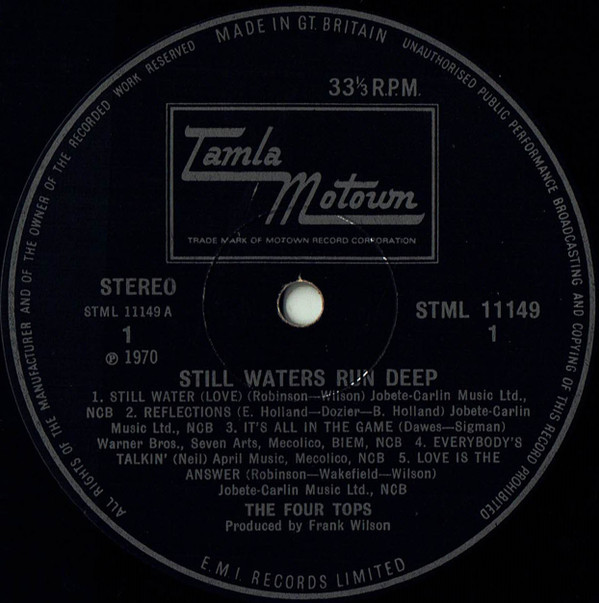 MADE IN GT. BRITAIN
UNAUTHORISED PUBLIC PERFORMANCE BROADCASTING AND COPYING OF THIS RECORD PROHIBITED
ALL RIGHTS OF THE MANUFACTURER AND OF THE OWNER OF THE RECORDED WORK RESERVED
33⅓ R.P.M.
Tamla
Motown
TRADE MARK OF MOTOWN RECORD CORPORATION
STEREO
STML 11149 A
1
℗ 1970
STML 11149
1
STILL WATERS RUN DEEP
1. STILL WATER (LOVE) (Robinson—Wilson) Jobete-Carlin Music Ltd.,
NCB 2. REFLECTIONS (E. Holland—Dozier—B. Holland) Jobete-Carlin
Music Ltd., NCB 3. IT'S ALL IN THE GAME (Dawes—Sigman)
Warner Bros., Seven Arts, Mecolico, BIEM, NCB 4. EVERYBODY'S
TALKIN' (Neil) April Music, Mecolico, NCB 5. LOVE IS THE
ANSWER (Robinson—Wakefield—Wilson)
Jobete-Carlin Music Ltd., NCB
THE FOUR TOPS
Produced by Frank Wilson
E.M.I. RECORDS LIMITED